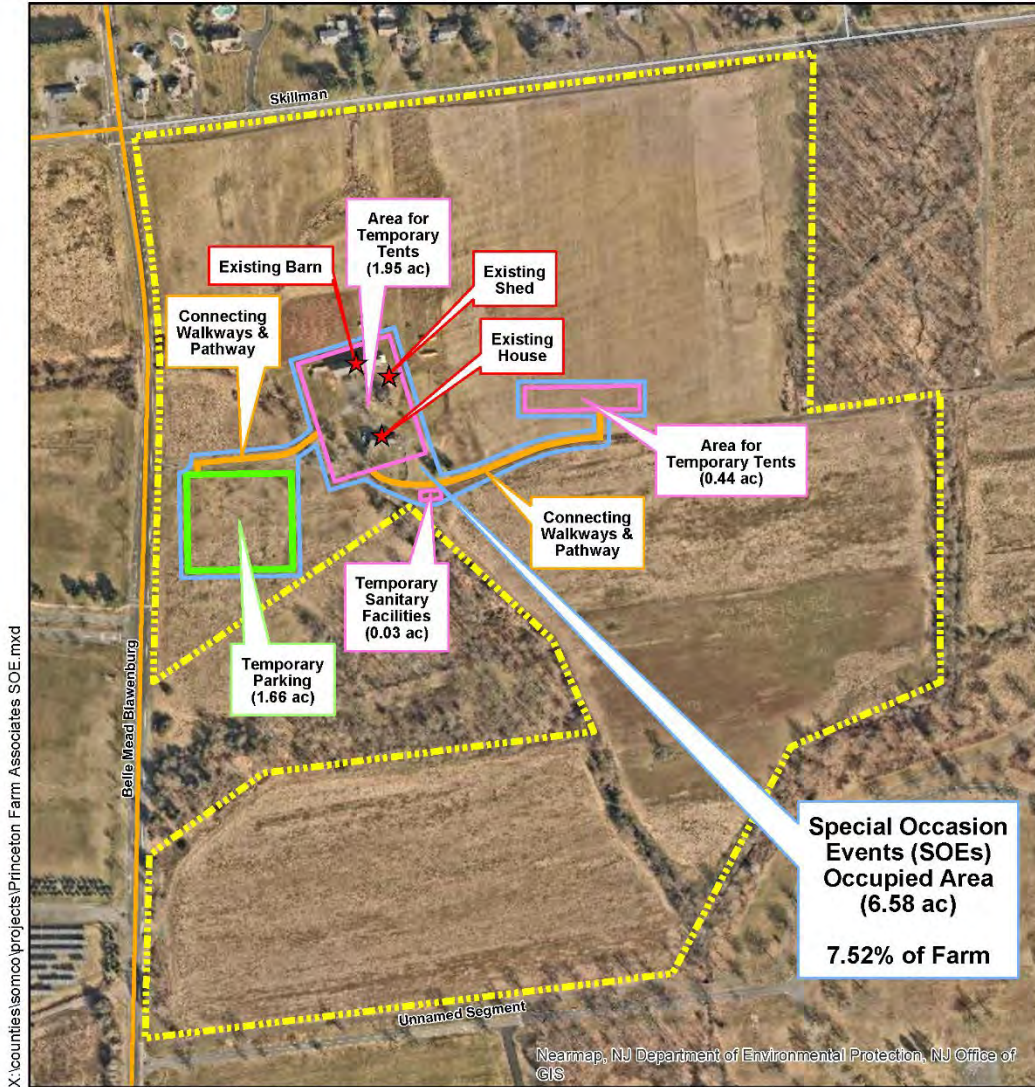 Skillman
Area for
Temporary
Tents
(1.95 ac)
Existing Barn
Existing
Shed
Connecting
Walkways &
Pathway
Existing
House
Area for
Temporary Tents
(0.44 ac)
Connecting
Walkways &
Pathway
Temporary
Sanitary
Facilities
(0.03 ac)
Temporary
Parking
(1.66 ac)
Belle Mead Blawenburg
Special Occasion
Events (SOEs)
Occupied Area
(6.58 ac)
7.52% of Farm
Unnamed Segment
Nearmap, NJ Department of Environmental Protection, NJ Office of
GIS
X:\counties\somco\projects\Princeton Farm Associates SOE.mxd